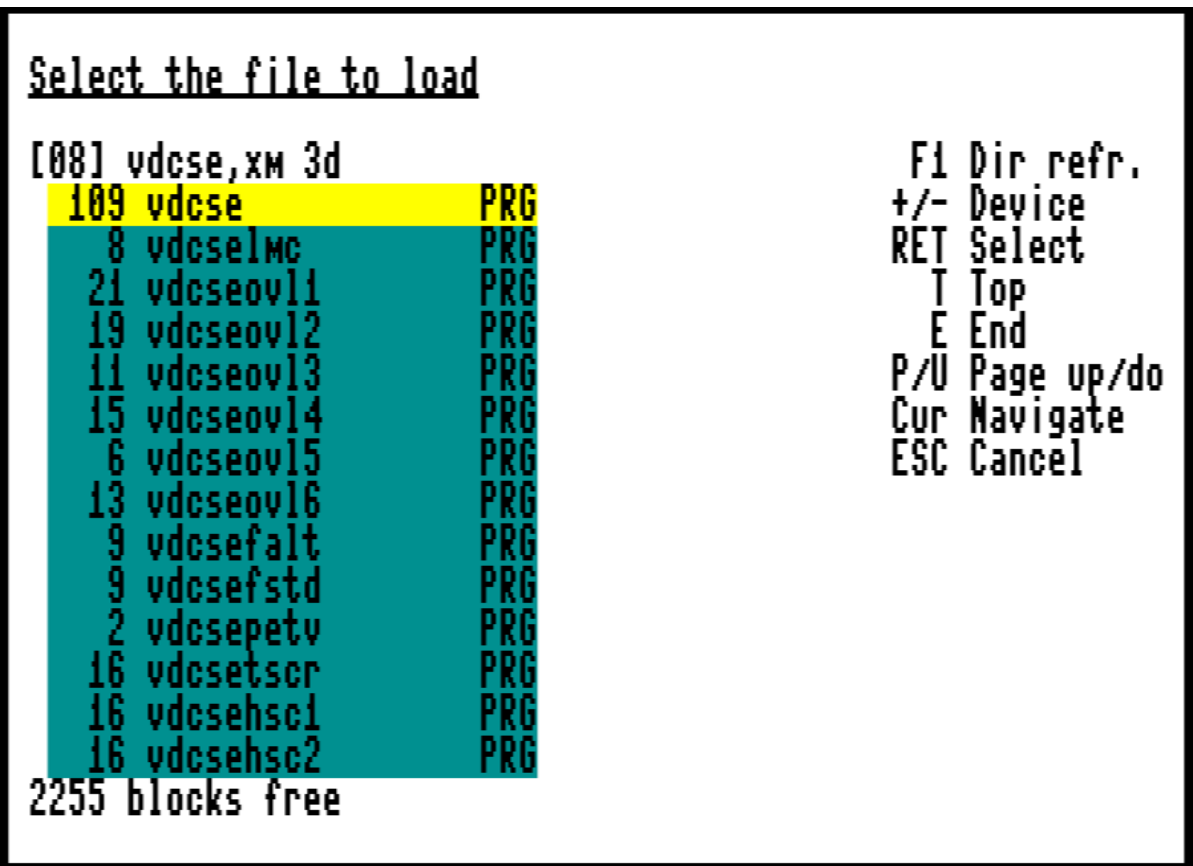 Select the file to load
[08] vdcse,хм 3d F1 Dir refr.
109 vdcse PRG +/- Device
8 vdcselмc PRG RET Select
21 vdcseovl1 PRG T Top
19 vdcseovl2 PRG E End
11 vdcseovl3 PRG P/U Page up/do
15 vdcseovl4 PRG Cur Navigate
6 vdcseovl5 PRG ESC Cancel
13 vdcseovl6 PRG
9 vdcsefalt PRG
9 vdcsefstd PRG
2 vdcsepetv PRG
16 vdcsetscr PRG
16 vdcsehsc1 PRG
16 vdcsehsc2 PRG
2255 blocks free